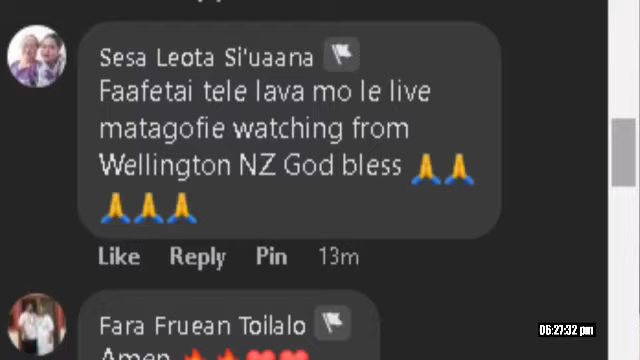 Sesa Leota Si'uaana
Faafetai tele lava mo le live
matagofie watching from
Wellington NZ God bless 🙏🙏
🙏🙏🙏
Like Reply Pin 13m
Fara Fruean Toilalo
Amen 🔥🔥❤️❤️
06:27:32 pm